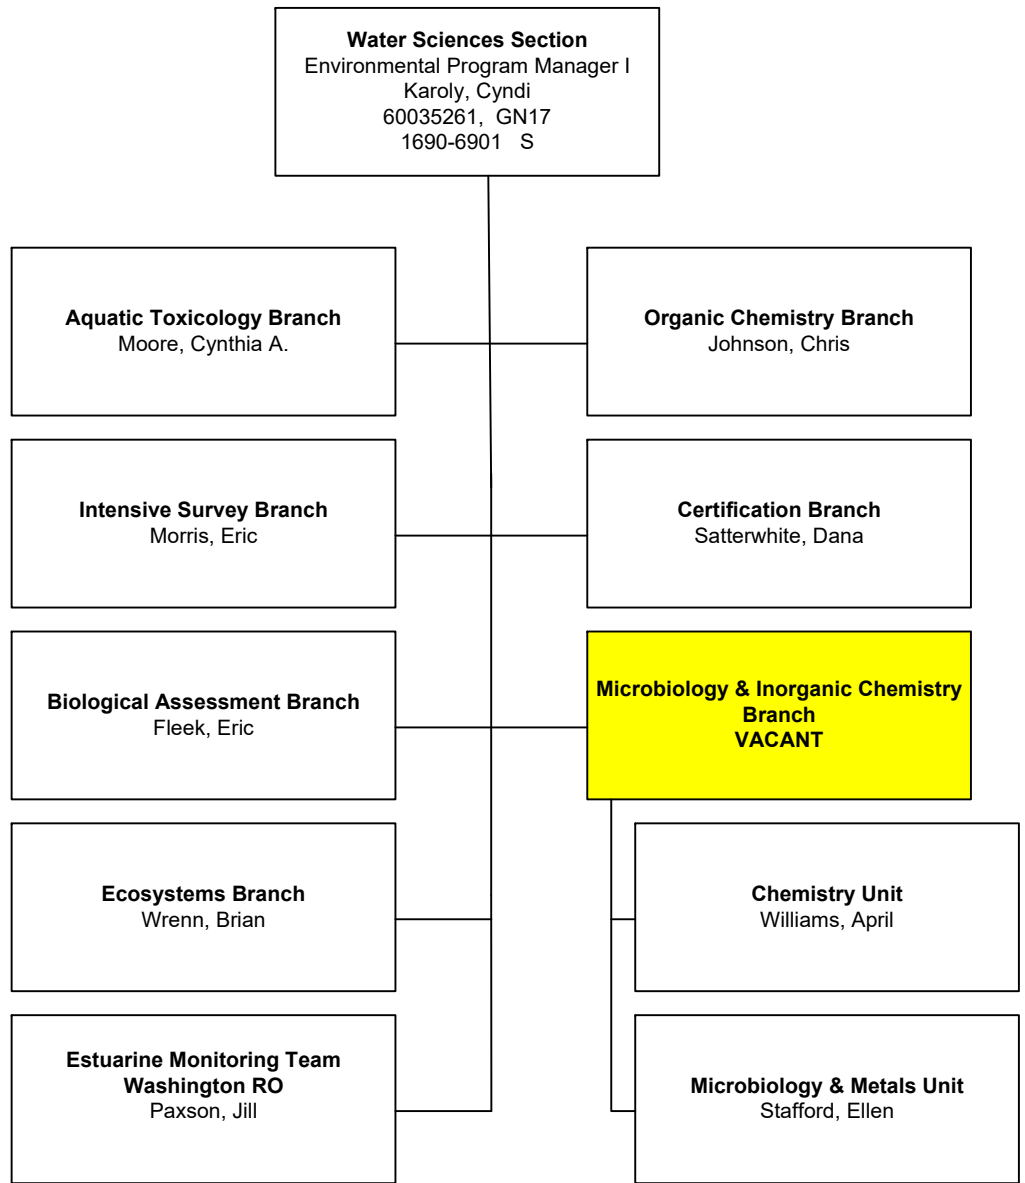 Water Sciences Section
Environmental Program Manager I
Karoly, Cyndi
60035261, GN17
1690-6901 S
Aquatic Toxicology Branch
Moore, Cynthia A.
Organic Chemistry Branch
Johnson, Chris
Intensive Survey Branch
Morris, Eric
Certification Branch
Satterwhite, Dana
Biological Assessment Branch
Fleek, Eric
Microbiology & Inorganic Chemistry
Branch
VACANT
Ecosystems Branch
Wrenn, Brian
Chemistry Unit
Williams, April
Estuarine Monitoring Team
Washington RO
Paxson, Jill
Microbiology & Metals Unit
Stafford, Ellen